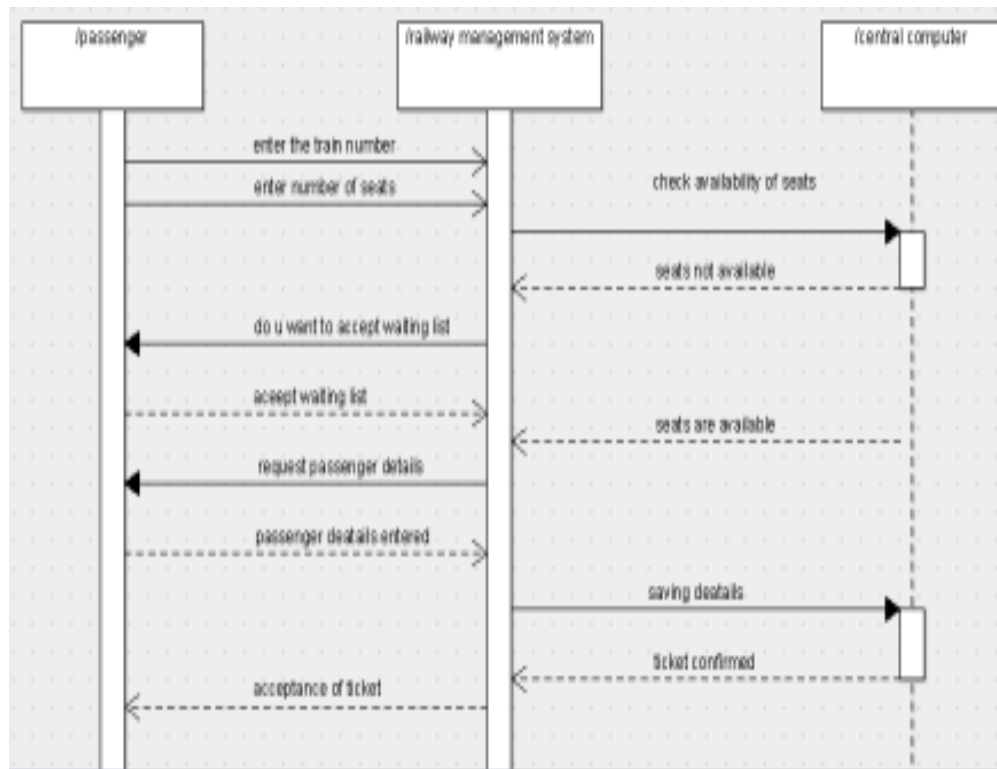 /passenger
/railway management system
/central computer
enter the train number
enter number of seats
check availability of seats
seats not available
do u want to accept waiting list
aceept waiting list
seats are available
request passenger details
passenger deatails entered
saving deatails
ticket confirmed
acceptance of ticket